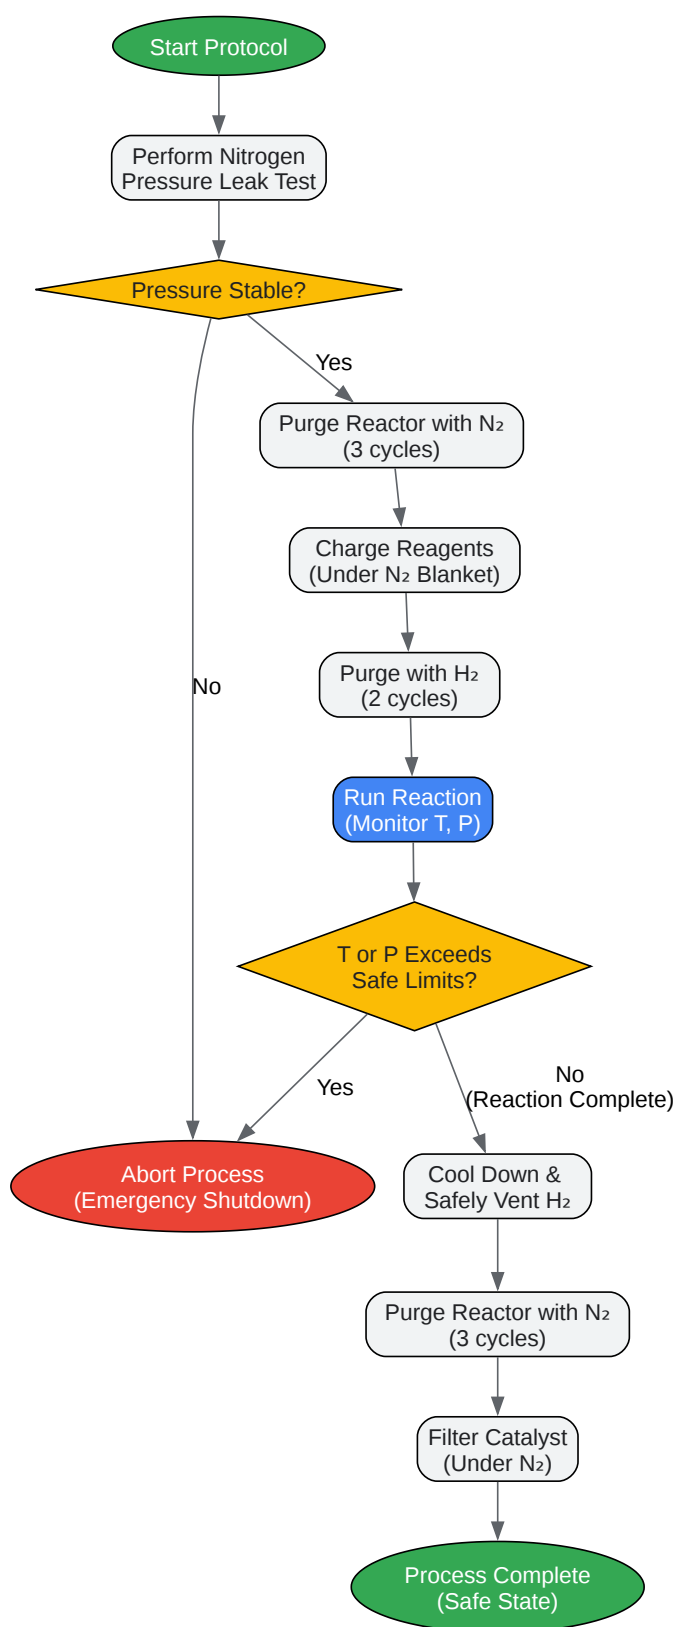 Start Protocol
Perform Nitrogen
Pressure Leak Test
Pressure Stable?
Yes
Purge Reactor with N₂
(3 cycles)
Charge Reagents
(Under N₂ Blanket)
Purge with H₂
(2 cycles)
No
Run Reaction
(Monitor T, P)
T or P Exceeds
Safe Limits?
Yes
No
(Reaction Complete)
Abort Process
(Emergency Shutdown)
Cool Down &
Safely Vent H₂
Purge Reactor with N₂
(3 cycles)
Filter Catalyst
(Under N₂)
Process Complete
(Safe State)